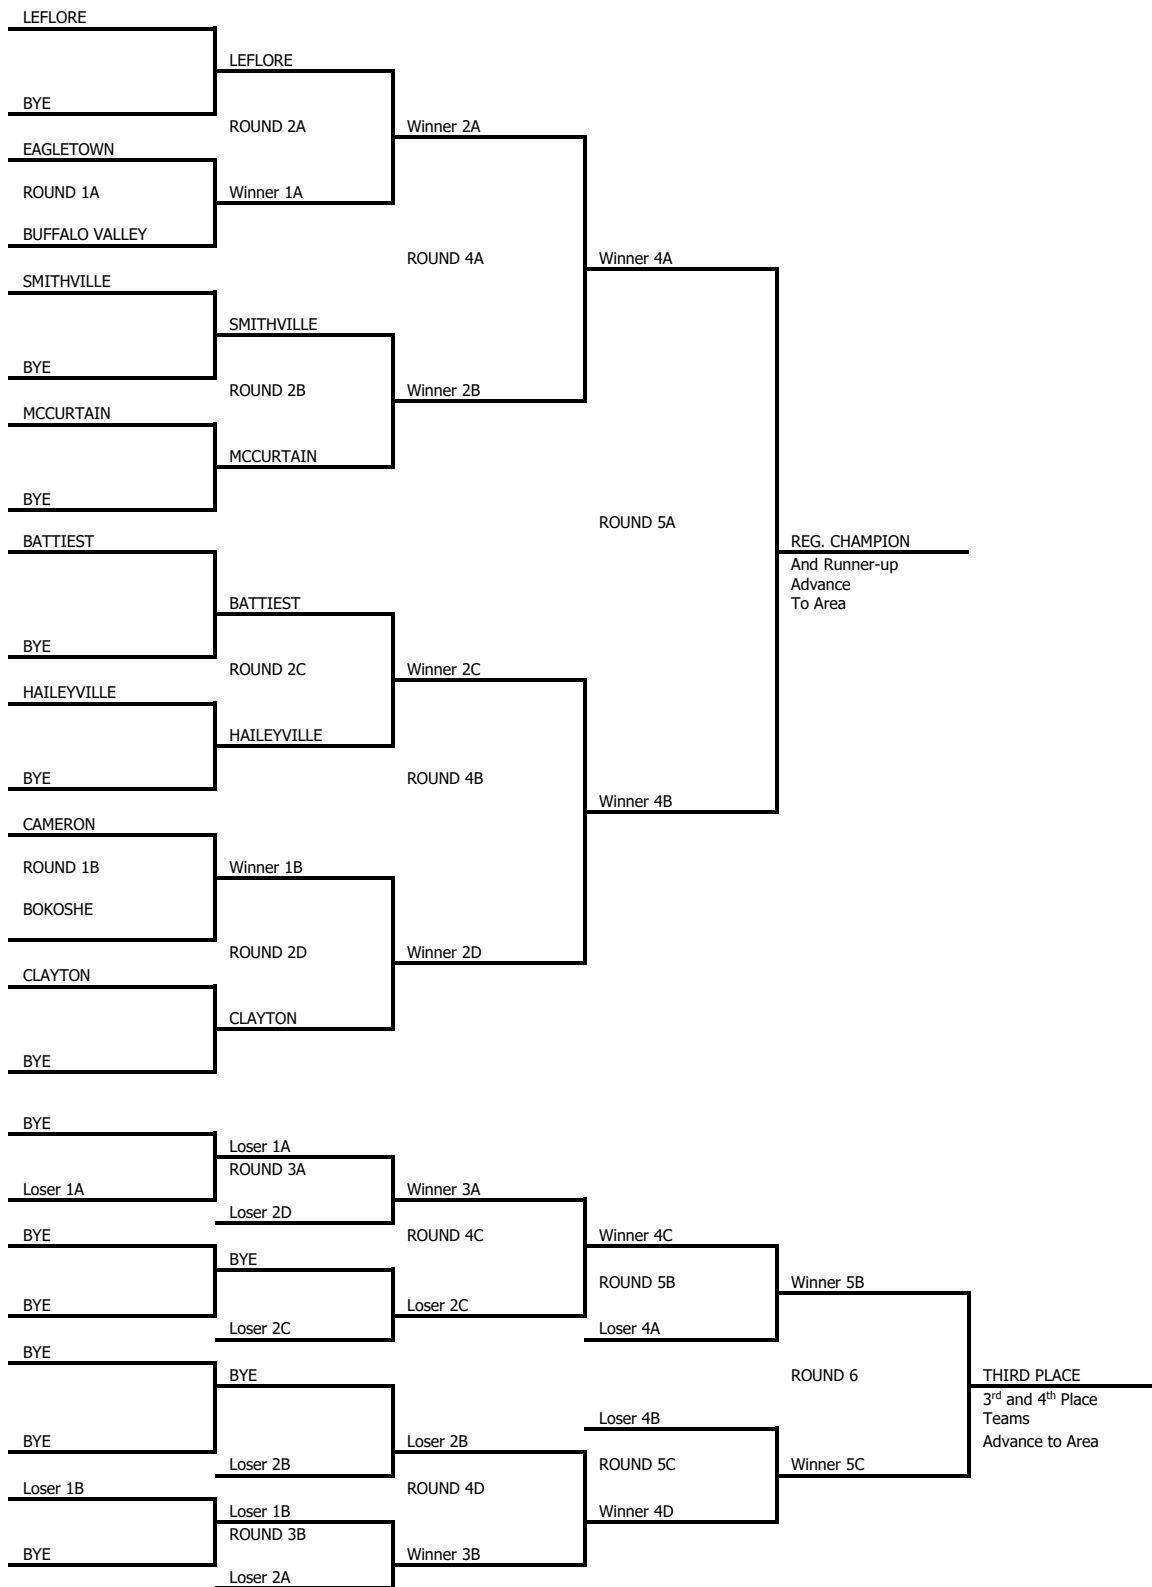 LEFLORE
LEFLORE
BYE
ROUND 2A
Winner 2A
EAGLETOWN
ROUND 1A
Winner 1A
BUFFALO VALLEY
ROUND 4A
Winner 4A
SMITHVILLE
SMITHVILLE
BYE
ROUND 2B
Winner 2B
MCCURTAIN
MCCURTAIN
BYE
ROUND 5A
BATTIEST
REG. CHAMPION
And Runner-up
Advance
To Area
BATTIEST
BYE
ROUND 2C
Winner 2C
HAILEYVILLE
HAILEYVILLE
BYE
ROUND 4B
Winner 4B
CAMERON
ROUND 1B
Winner 1B
BOKOSHE
ROUND 2D
Winner 2D
CLAYTON
CLAYTON
BYE
BYE
Loser 1A
ROUND 3A
Loser 1A
Winner 3A
Loser 2D
BYE
ROUND 4C
Winner 4C
BYE
ROUND 5B
Winner 5B
BYE
Loser 2C
Loser 2C
Loser 4A
BYE
BYE
ROUND 6
THIRD PLACE
3rd and 4th Place
Teams
Advance to Area
Loser 4B
BYE
Loser 2B
Loser 2B
ROUND 5C
Winner 5C
Loser 1B
ROUND 4D
Loser 1B
Winner 4D
ROUND 3B
BYE
Winner 3B
Loser 2A